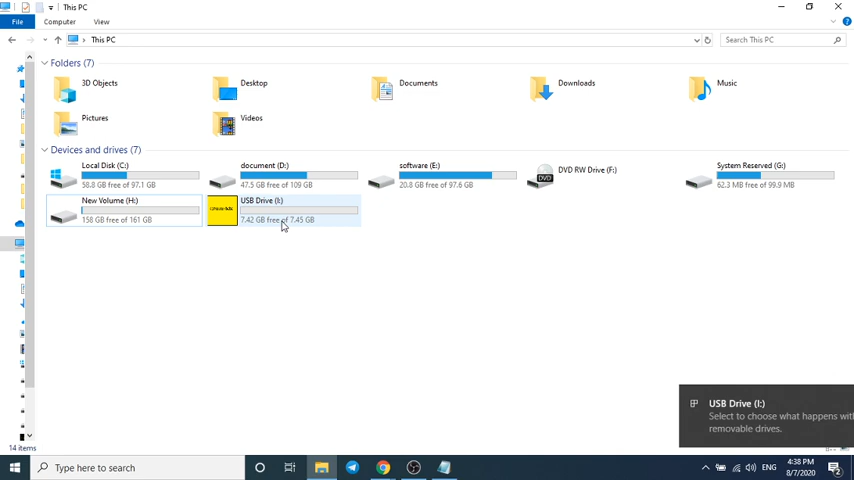 This PC
File
Computer
View
This PC
Search This PC
Folders (7)
3D Objects
Desktop
Documents
Downloads
Music
Pictures
Videos
Devices and drives (7)
Local Disk (C:)
58.8 GB free of 97.1 GB
document (D:)
47.5 GB free of 109 GB
software (E:)
20.8 GB free of 97.6 GB
DVD RW Drive (F:)
DVD
System Reserved (G:)
62.3 MB free of 99.9 MB
New Volume (H:)
158 GB free of 161 GB
USB Drive (I:)
7.42 GB free of 7.45 GB
USB Drive (I:)
Select to choose what happens with
removable drives.
14 items
Type here to search
ENG
4:38 PM
8/7/2020
2